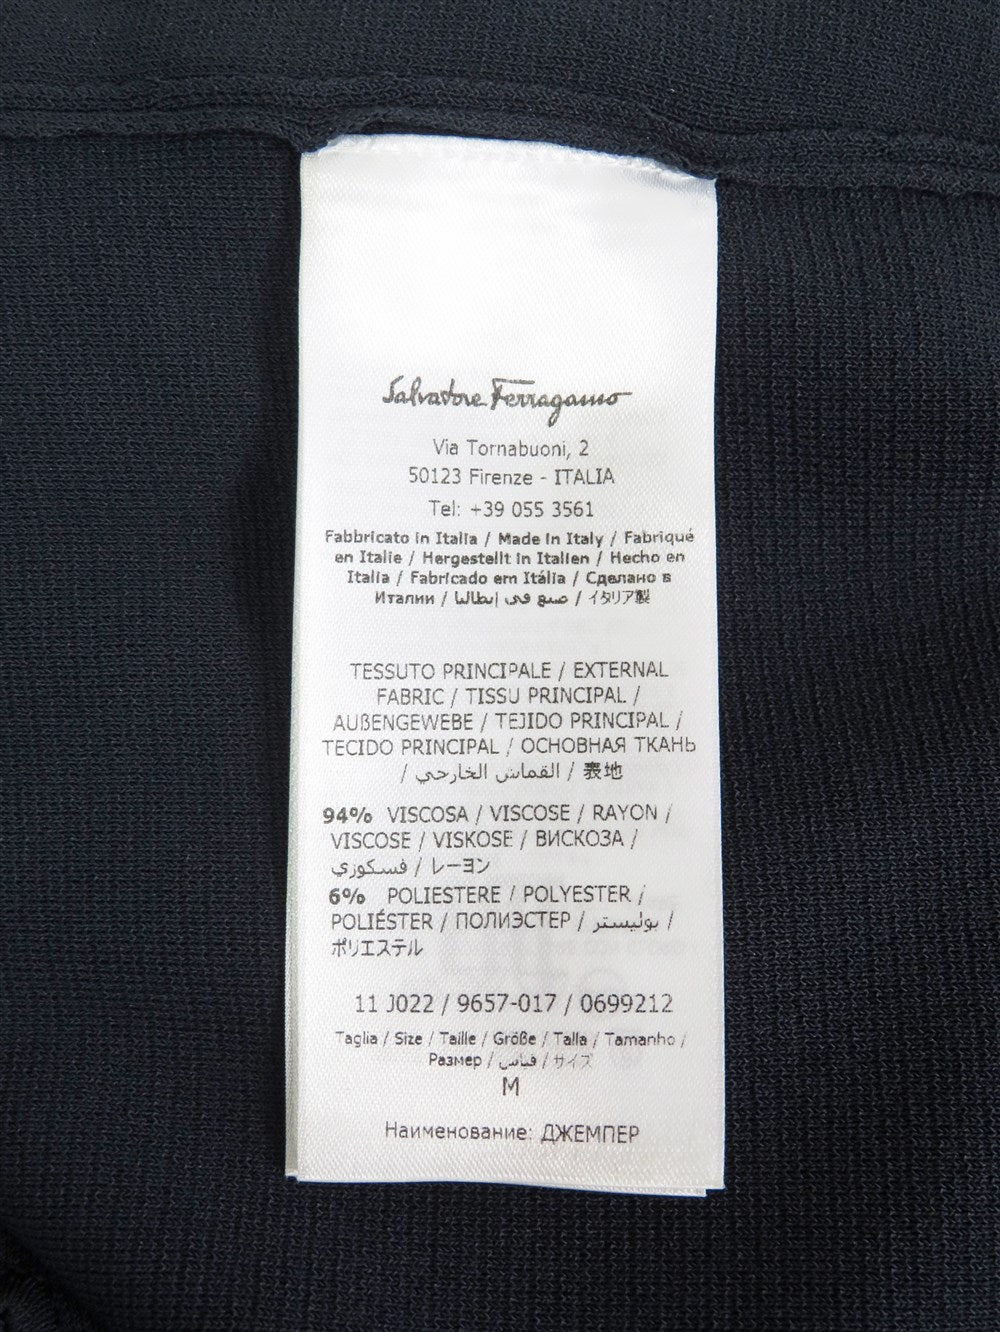 Salvatore Ferragamo
Via Tornabuoni, 2
50123 Firenze - ITALIA
Tel: +39 055 3561
Fabbricato in Italia / Made in Italy / Fabriqué
en Italie / Hergestellt in Italien / Hecho en
Italia / Fabricado em Itália / Сделано в
Италии / صنع في إيطاليا / イタリア製
TESSUTO PRINCIPALE / EXTERNAL
FABRIC / TISSU PRINCIPAL /
AUßENGEWEBE / TEJIDO PRINCIPAL /
TECIDO PRINCIPAL / ОСНОВНАЯ ТКАНЬ
/ القماش الخارجي / 表地
94% VISCOSA / VISCOSE / RAYON /
VISCOSE / VISKOSE / ВИСКОЗА /
فسكوزي / レーヨン
6% POLIESTERE / POLYESTER /
POLIÉSTER / ПОЛИЭСТЕР / بوليستر /
ポリエステル
11 J022 / 9657-017 / 0699212
Taglia / Size / Taille / Größe / Talla / Tamanho /
Размер / قياس / サイズ
M
Наименование: ДЖЕМПЕР